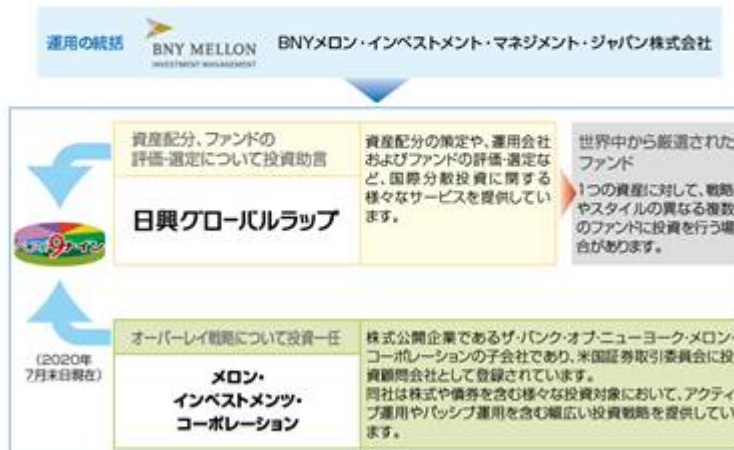 運用の統括
BNY MELLON
INVESTMENT MANAGEMENT
BNYメロン・インベストメント・マネジメント・ジャパン株式会社
資産配分、ファンドの
評価・選定について投資助言
日興グローバルラップ
資産配分の策定や、運用会社
およびファンドの評価・選定な
ど、国際分散投資に関する
様々なサービスを提供してい
ます。
世界中から厳選された
ファンド
1つの資産に対して、戦略
やスタイルの異なる複数
のファンドに投資を行う場
合があります。
9
(2020年
7月末日現在)
オーバーレイ戦略について投資一任
メロン・
インベストメンツ・
コーポレーション
株式公開企業であるザ・バンク・オブ・ニューヨーク・メロン・
コーポレーションの子会社であり、米国証券取引委員会に投
資顧問会社として登録されています。
同社は株式や債券を含む様々な投資対象において、アクティ
ブ運用やパッシブ運用を含む幅広い投資戦略を提供してい
ます。